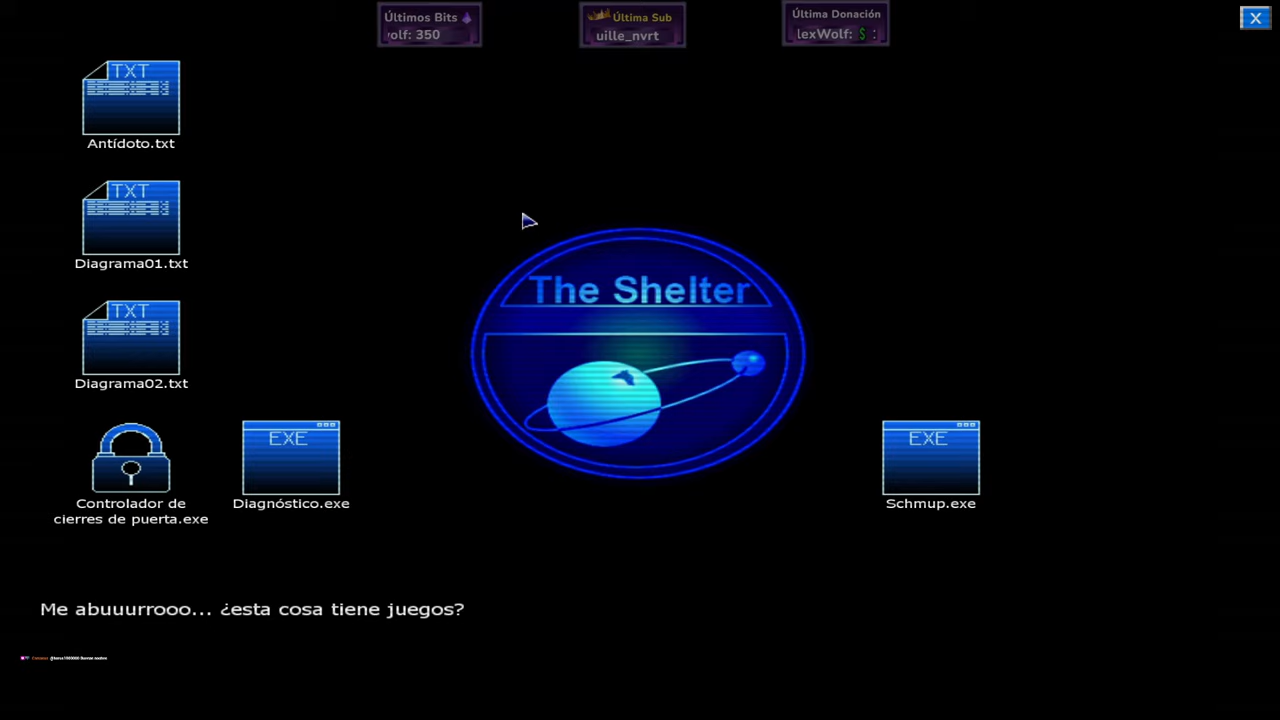 Últimos Bits
olf: 350
Última Sub
uille_nvrt
Última Donación
lexWolf: $ :
TXT
Antídoto.txt
TXT
Diagrama01.txt
TXT
Diagrama02.txt
The Shelter
Controlador de
cierres de puerta.exe
EXE
Diagnóstico.exe
EXE
Schmup.exe
Me abuuurrooo... ¿esta cosa tiene juegos?